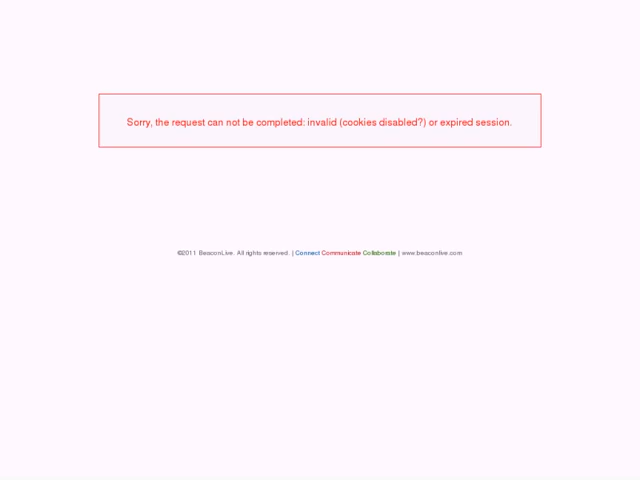 Sorry, the request can not be completed: invalid (cookies disabled?) or expired session.
©2011 BeaconLive. All rights reserved. | Connect Communicate Collaborate | www.beaconlive.com